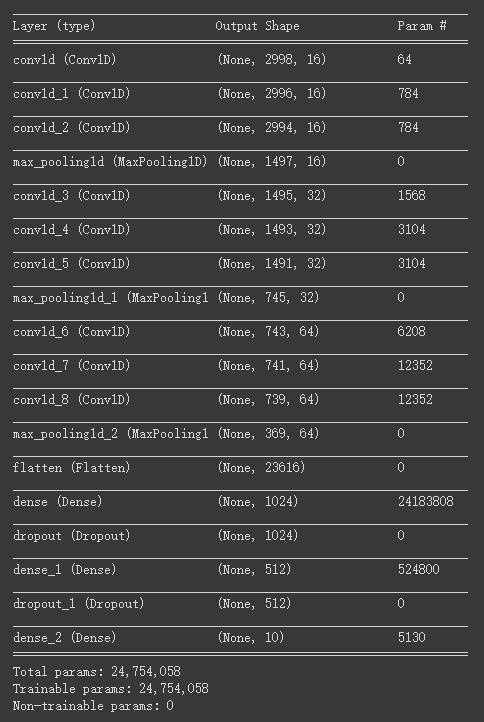 Layer (type) Output Shape Param #
conv1d (Conv1D) (None, 2998, 16) 64
conv1d_1 (Conv1D) (None, 2996, 16) 784
conv1d_2 (Conv1D) (None, 2994, 16) 784
max_pooling1d (MaxPooling1D) (None, 1497, 16) 0
conv1d_3 (Conv1D) (None, 1495, 32) 1568
conv1d_4 (Conv1D) (None, 1493, 32) 3104
conv1d_5 (Conv1D) (None, 1491, 32) 3104
max_pooling1d_1 (MaxPooling1 (None, 745, 32) 0
conv1d_6 (Conv1D) (None, 743, 64) 6208
conv1d_7 (Conv1D) (None, 741, 64) 12352
conv1d_8 (Conv1D) (None, 739, 64) 12352
max_pooling1d_2 (MaxPooling1 (None, 369, 64) 0
flatten (Flatten) (None, 23616) 0
dense (Dense) (None, 1024) 24183808
dropout (Dropout) (None, 1024) 0
dense_1 (Dense) (None, 512) 524800
dropout_1 (Dropout) (None, 512) 0
dense_2 (Dense) (None, 10) 5130
Total params: 24,754,058
Trainable params: 24,754,058
Non-trainable params: 0